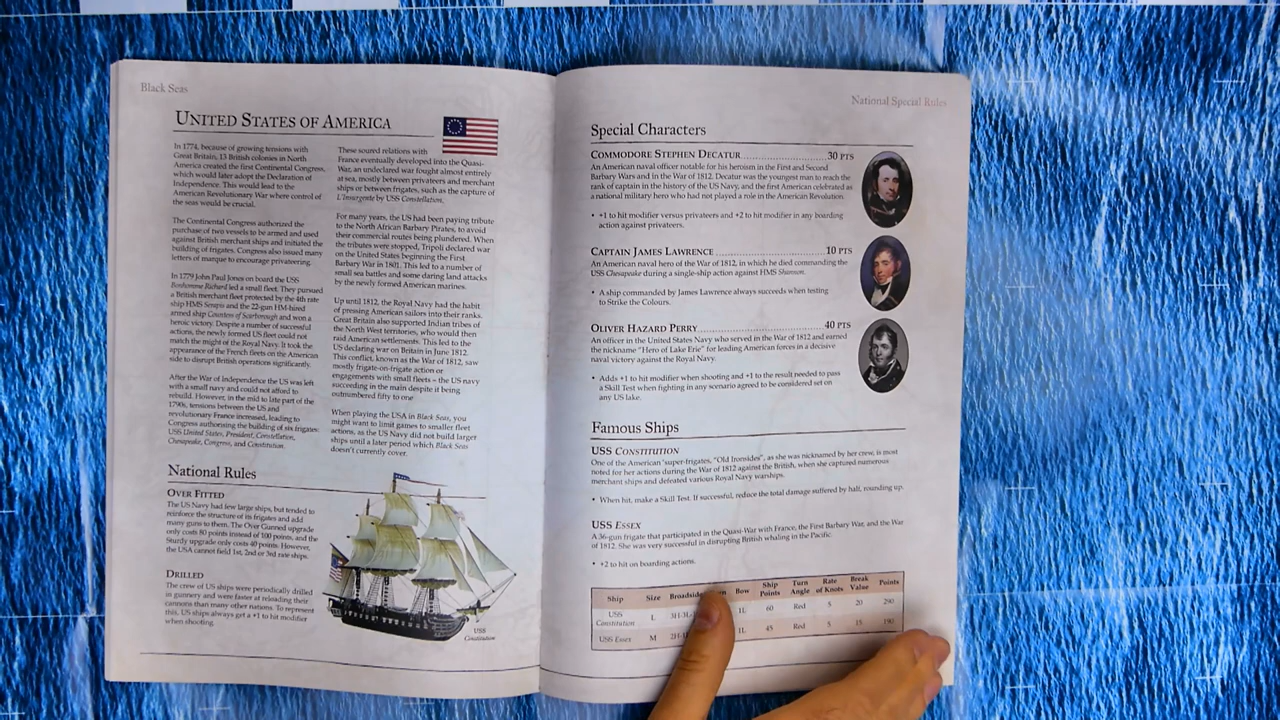 Black Seas
UNITED STATES OF AMERICA
In 1774, because of growing tensions with
Great Britain, 13 British colonies in North
America created the first Continental Congress,
which would later adopt the Declaration of
Independence. This would lead to the
American Revolutionary War where control of
the seas would be crucial.
The Continental Congress authorized the
purchase of two vessels to be armed and used
against British merchant ships and initiated the
building of frigates. Congress also issued many
letters of marque to encourage privateering.
In 1779 John Paul Jones on board the USS
Bonhomme Richard led a small fleet. They pursued
a British merchant fleet protected by the 4th rate
ship HMS Serapis and the 22-gun HM-hired
armed ship Countess of Scarborough and won a
heroic victory. Despite a number of successful
actions, the newly formed US fleet could not
match the might of the Royal Navy. It took the
appearance of the French fleets on the American
side to disrupt British operations significantly.
After the War of Independence the US was left
with a small navy and could not afford to
rebuild. However, in the mid to late part of the
1790s, tensions between the US and
revolutionary France increased, leading to
Congress authorising the building of six frigates:
USS United States, President, Constellation,
Chesapeake, Congress, and Constitution.
These soured relations with
France eventually developed into the Quasi-
War, an undeclared war fought almost entirely
at sea, mostly between privateers and merchant
ships or between frigates, such as the capture of
L'Insurgente by USS Constellation.
For many years, the US had been paying tribute
to the North African Barbary Pirates, to avoid
their commercial routes being plundered. When
the tributes were stopped, Tripoli declared war
on the United States beginning the First
Barbary War in 1801. This led to a number of
small sea battles and some daring land attacks
by the newly formed American marines.
Up until 1812, the Royal Navy had the habit
of pressing American sailors into their ranks.
Great Britain also supported Indian tribes of
the North West territories, who would then
raid American settlements. This led to the
US declaring war on Britain in June 1812.
This conflict, known as the War of 1812, saw
mostly frigate-on-frigate action or
engagements with small fleets – the US navy
succeeding in the main despite it being
outnumbered fifty to one
When playing the USA in Black Seas, you
might want to limit games to smaller fleet
actions, as the US Navy did not build larger
ships until a later period which Black Seas
doesn't currently cover.
National Rules
OVER FITTED
The US Navy had few large ships, but tended to
reinforce the structure of its frigates and add
many guns to them. The Over Gunned upgrade
only costs 80 points instead of 100 points, and the
Sturdy upgrade only costs 40 points. However,
the USA cannot field 1st, 2nd or 3rd rate ships.
DRILLED
The crew of US ships were periodically drilled
in gunnery and were faster at reloading their
cannons than many other nations. To represent
this, US ships always get a +1 to hit modifier
when shooting.
USS
Constitution
National Special Rules
Special Characters
COMMODORE STEPHEN DECATUR 30 PTS
An American naval officer notable for his heroism in the First and Second
Barbary Wars and in the War of 1812. Decatur was the youngest man to reach the
rank of captain in the history of the US Navy, and the first American celebrated as
a national military hero who had not played a role in the American Revolution.
• +1 to hit modifier versus privateers and +2 to hit modifier in any boarding
action against privateers.
CAPTAIN JAMES LAWRENCE 10 PTS
An American naval hero of the War of 1812, in which he died commanding the
USS Chesapeake during a single-ship action against HMS Shannon.
• A ship commanded by James Lawrence always succeeds when testing
to Strike the Colours.
OLIVER HAZARD PERRY 40 PTS
An officer in the United States Navy who served in the War of 1812 and earned
the nickname "Hero of Lake Erie" for leading American forces in a decisive
naval victory against the Royal Navy.
• Adds +1 to hit modifier when shooting and +1 to the result needed to pass
a Skill Test when fighting in any scenario agreed to be considered set on
any US lake.
Famous Ships
USS CONSTITUTION
One of the American "super-frigates, "Old Ironsides", as she was nicknamed by her crew, is most
noted for her actions during the War of 1812 against the British, when she captured numerous
merchant ships and defeated various Royal Navy warships.
• When hit, make a Skill Test. If successful, reduce the total damage suffered by half, rounding up.
USS ESSEX
A 36-gun frigate that participated in the Quasi-War with France, the First Barbary War, and the War
of 1812. She was very successful in disrupting British whaling in the Pacific.
• +2 to hit on boarding actions.
Ship Size Broadside Bow Ship Points Turn Angle Rate of Knots Break Value Points
USS Constitution L 3H-3L 1L 60 Red 5 20 290
USS Essex M 2H 1L 45 Red 5 15 190